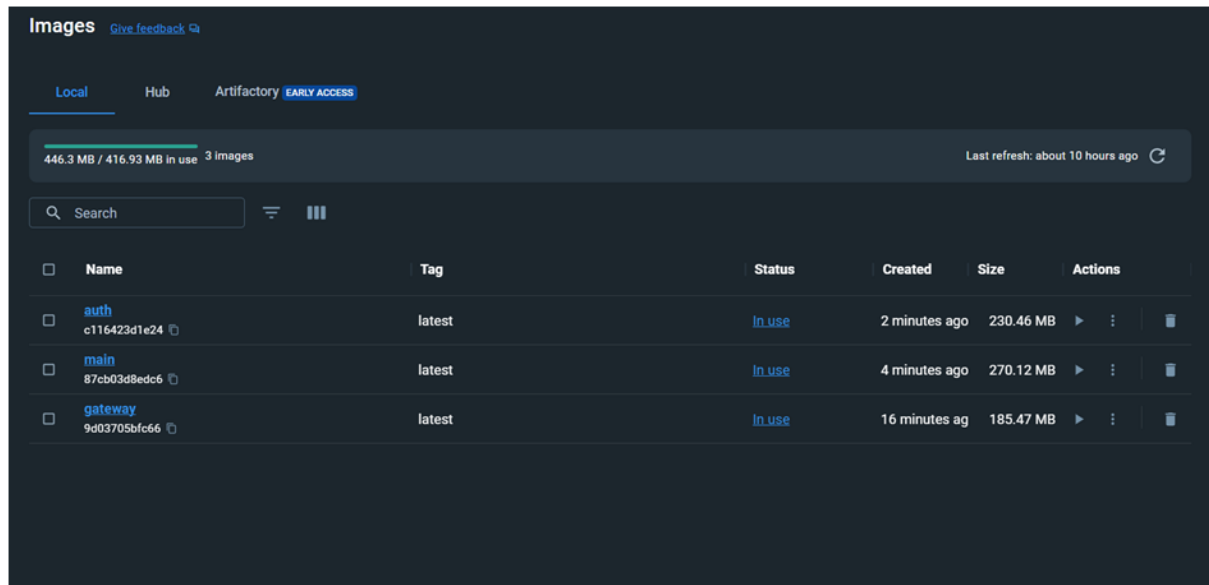 Images Give feedback
Local Hub Artifactory EARLY ACCESS
446.3 MB / 416.93 MB in use 3 images Last refresh: about 10 hours ago
Search
Name Tag Status Created Size Actions
auth
c116423d1e24
latest In use 2 minutes ago 230.46 MB
main
87cb03d8edc6
latest In use 4 minutes ago 270.12 MB
gateway
9d03705bfc66
latest In use 16 minutes ag 185.47 MB